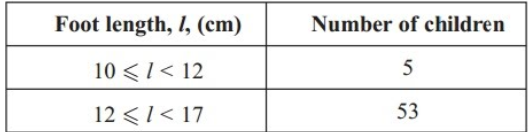 Foot length, l, (cm) Number of children
10 ⩽ l < 12 5
12 ⩽ l < 17 53